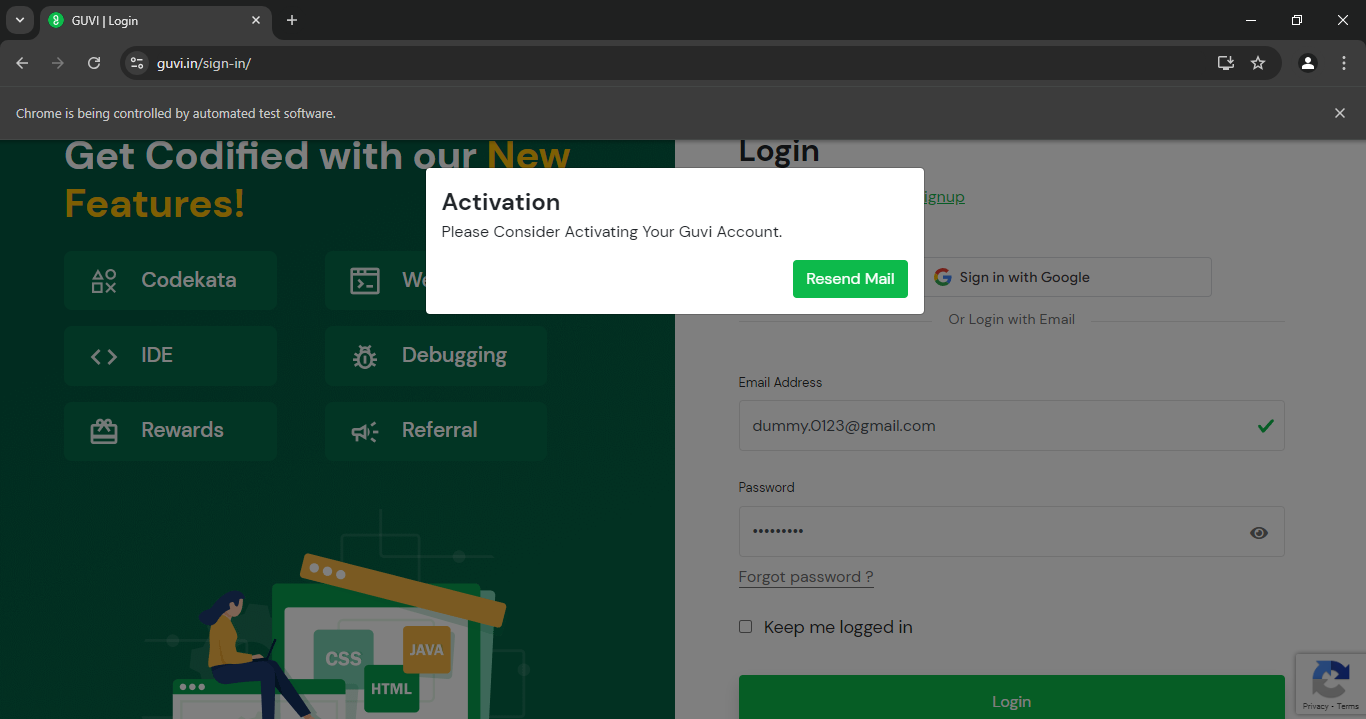 GUVI | Login
guvi.in/sign-in/
Chrome is being controlled by automated test software.
Get Codified with our New
Features!
Codekata
We
IDE
Debugging
Rewards
Referral
CSS
JAVA
HTML
Activation
Please Consider Activating Your Guvi Account.
Resend Mail
Login
ignup
Sign in with Google
Or Login with Email
Email Address
dummy.0123@gmail.com
Password
•••••••••
Forgot password ?
Keep me logged in
Login
Privacy - Terms